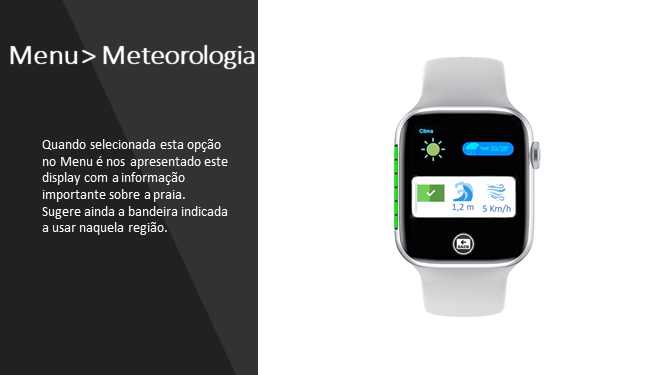 Menu> Meteorologia
Quando selecionada esta opção
no Menu é nos apresentado este
display com a informação
importante sobre a praia.
Sugere ainda a bandeira indicada
a usar naquela região.
Clima
1,2 m
5 Km/h
BACK